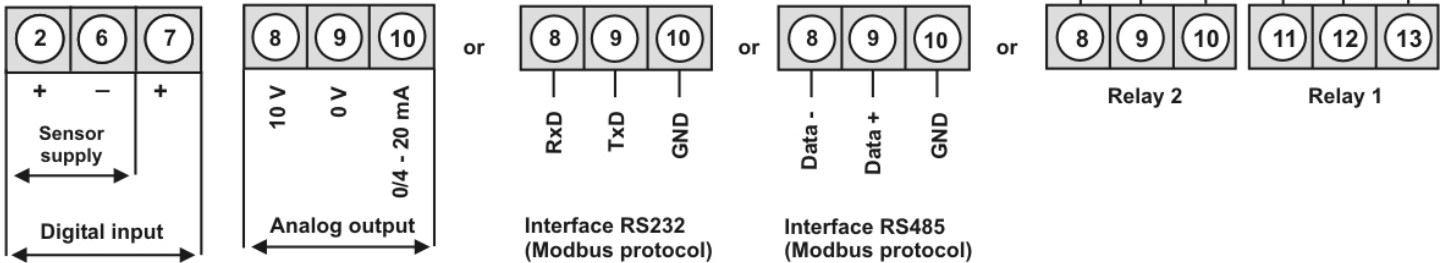 2 6 7
+ – +
Sensor
supply
Digital input
8 9 10
10 V
0 V
0/4 - 20 mA
Analog output
or
8 9 10
RxD
TxD
GND
Interface RS232
(Modbus protocol)
or
8 9 10
Data -
Data +
GND
Interface RS485
(Modbus protocol)
or
8 9 10
Relay 2
11 12 13
Relay 1